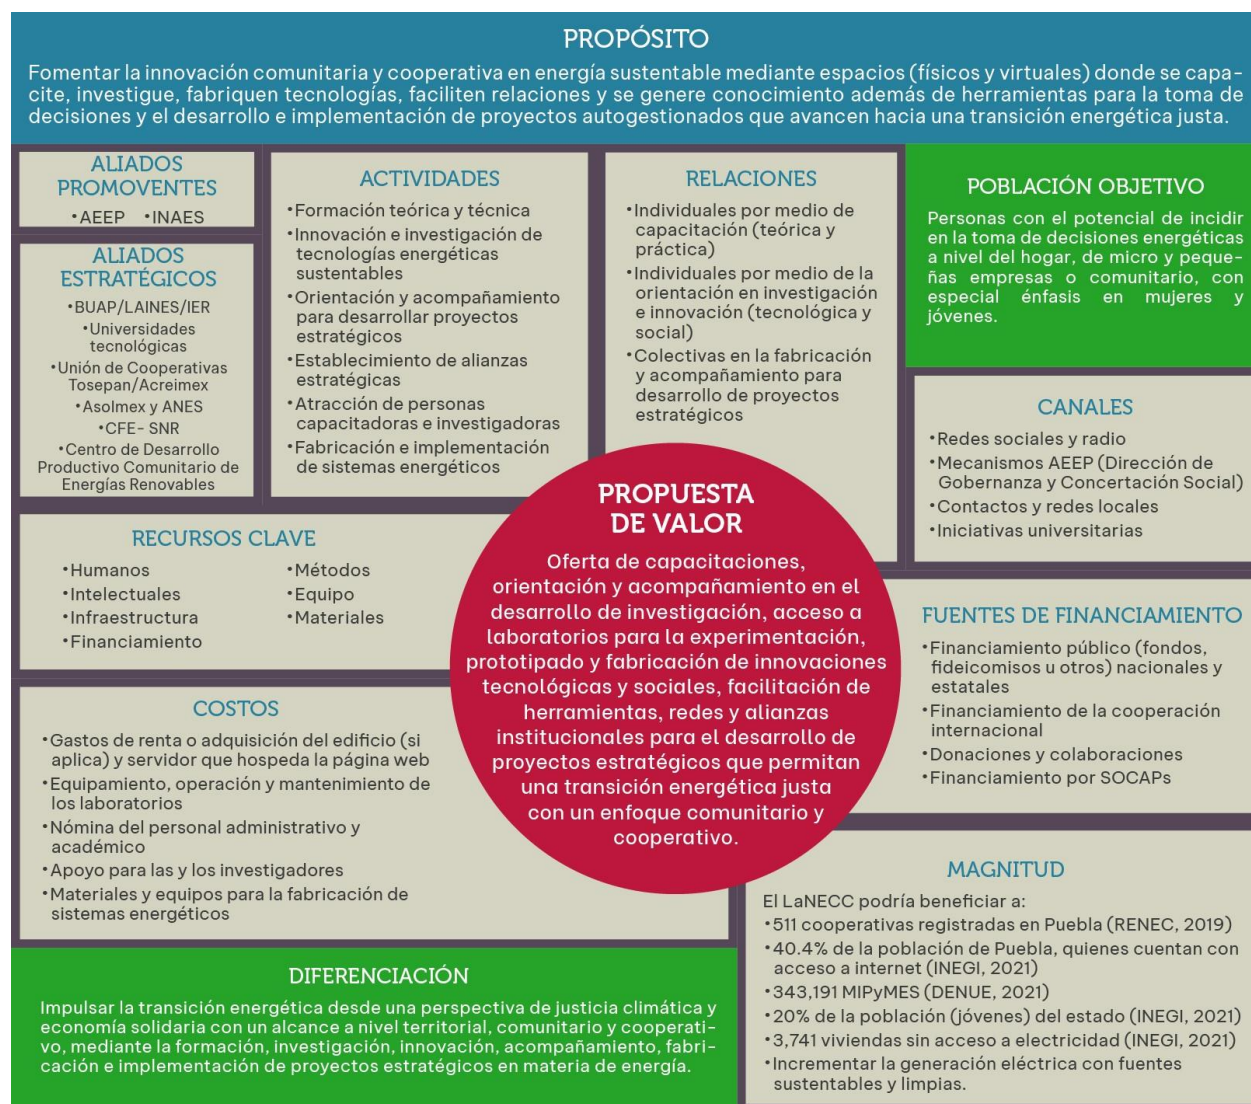 PROPÓSITO
Fomentar la innovación comunitaria y cooperativa en energía sustentable mediante espacios (físicos y virtuales) donde se capa-
cite, investigue, fabriquen tecnologías, faciliten relaciones y se genere conocimiento además de herramientas para la toma de
decisiones y el desarrollo e implementación de proyectos autogestionados que avancen hacia una transición energética justa.
ALIADOS
PROMOVENTES
•AEEP •INAES
ALIADOS
ESTRATÉGICOS
•BUAP/LAINES/IER
•Universidades
tecnológicas
•Unión de Cooperativas
Tosepan/Acreimex
•Asolmex y ANES
•CFE- SNR
•Centro de Desarrollo
Productivo Comunitario de
Energías Renovables
ACTIVIDADES
•Formación teórica y técnica
•Innovación e investigación de
tecnologías energéticas
sustentables
•Orientación y acompañamiento
para desarrollar proyectos
estratégicos
•Establecimiento de alianzas
estratégicas
•Atracción de personas
capacitadoras e investigadoras
•Fabricación e implementación
de sistemas energéticos
RELACIONES
•Individuales por medio de
capacitación (teórica y
práctica)
•Individuales por medio de la
orientación en investigación
e innovación (tecnológica y
social)
•Colectivas en la fabricación
y acompañamiento para
desarrollo de proyectos
estratégicos
POBLACIÓN OBJETIVO
Personas con el potencial de incidir
en la toma de decisiones energéticas
a nivel del hogar, de micro y peque-
ñas empresas o comunitario, con
especial énfasis en mujeres y
jóvenes.
CANALES
•Redes sociales y radio
•Mecanismos AEEP (Dirección de
Gobernanza y Concertación Social)
•Contactos y redes locales
•Iniciativas universitarias
RECURSOS CLAVE
•Humanos
•Intelectuales
•Infraestructura
•Financiamiento
•Métodos
•Equipo
•Materiales
PROPUESTA
DE VALOR
Oferta de capacitaciones,
orientación y acompañamiento en el
desarrollo de investigación, acceso a
laboratorios para la experimentación,
prototipado y fabricación de innovaciones
tecnológicas y sociales, facilitación de
herramientas, redes y alianzas
institucionales para el desarrollo de
proyectos estratégicos que permitan
una transición energética justa
con un enfoque comunitario y
cooperativo.
FUENTES DE FINANCIAMIENTO
•Financiamiento público (fondos,
fideicomisos u otros) nacionales y
estatales
•Financiamiento de la cooperación
internacional
•Donaciones y colaboraciones
•Financiamiento por SOCAPs
COSTOS
•Gastos de renta o adquisición del edificio (si
aplica) y servidor que hospeda la página web
•Equipamiento, operación y mantenimiento de
los laboratorios
•Nómina del personal administrativo y
académico
•Apoyo para las y los investigadores
•Materiales y equipos para la fabricación de
sistemas energéticos
MAGNITUD
El LaNECC podría beneficiar a:
•511 cooperativas registradas en Puebla (RENEC, 2019)
•40.4% de la población de Puebla, quienes cuentan con
acceso a internet (INEGI, 2021)
•343,191 MIPyMES (DENUE, 2021)
•20% de la población (jóvenes) del estado (INEGI, 2021)
•3,741 viviendas sin acceso a electricidad (INEGI, 2021)
•Incrementar la generación eléctrica con fuentes
sustentables y limpias.
DIFERENCIACIÓN
Impulsar la transición energética desde una perspectiva de justicia climática y
economía solidaria con un alcance a nivel territorial, comunitario y cooperati-
vo, mediante la formación, investigación, innovación, acompañamiento, fabri-
cación e implementación de proyectos estratégicos en materia de energía.